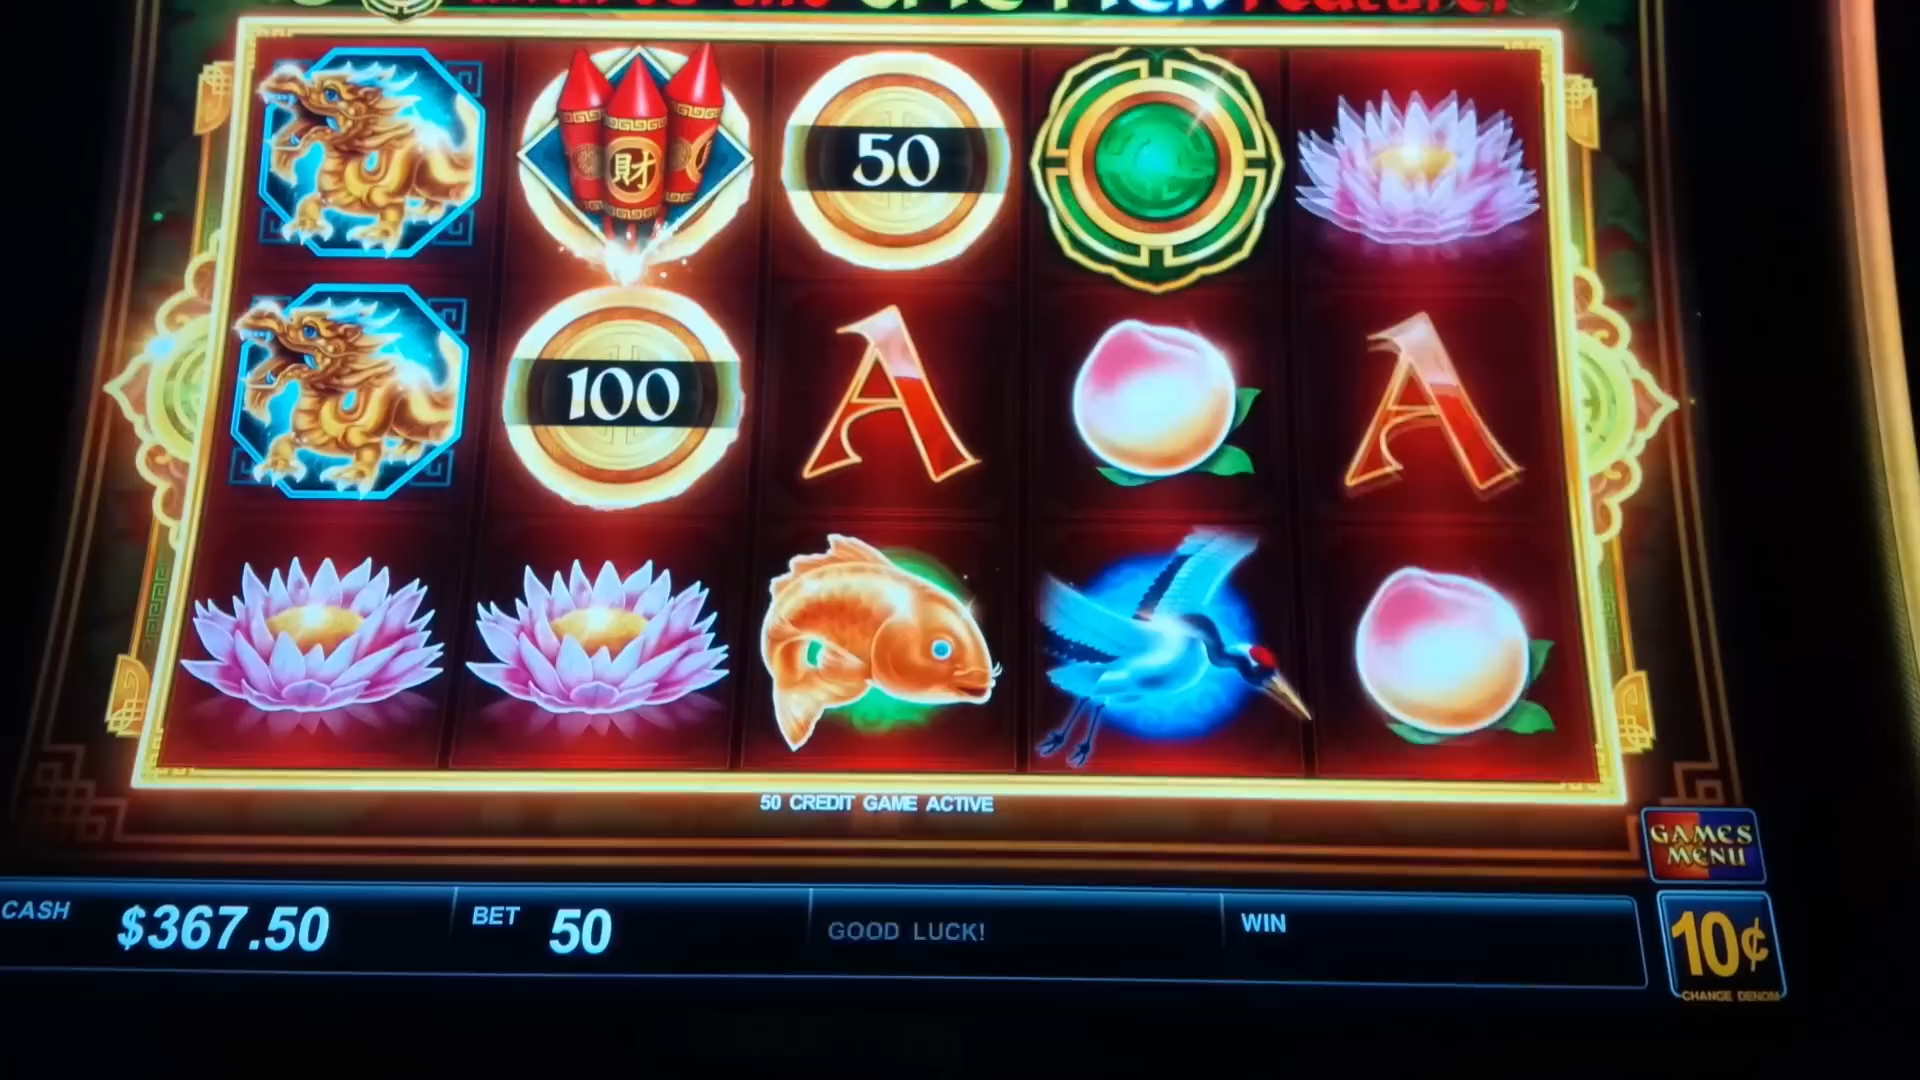 財
50
100
A
A
50 CREDIT GAME ACTIVE
GAMES
MENU
CASH $367.50
BET 50
GOOD LUCK!
WIN
10¢
CHANGE DENOM